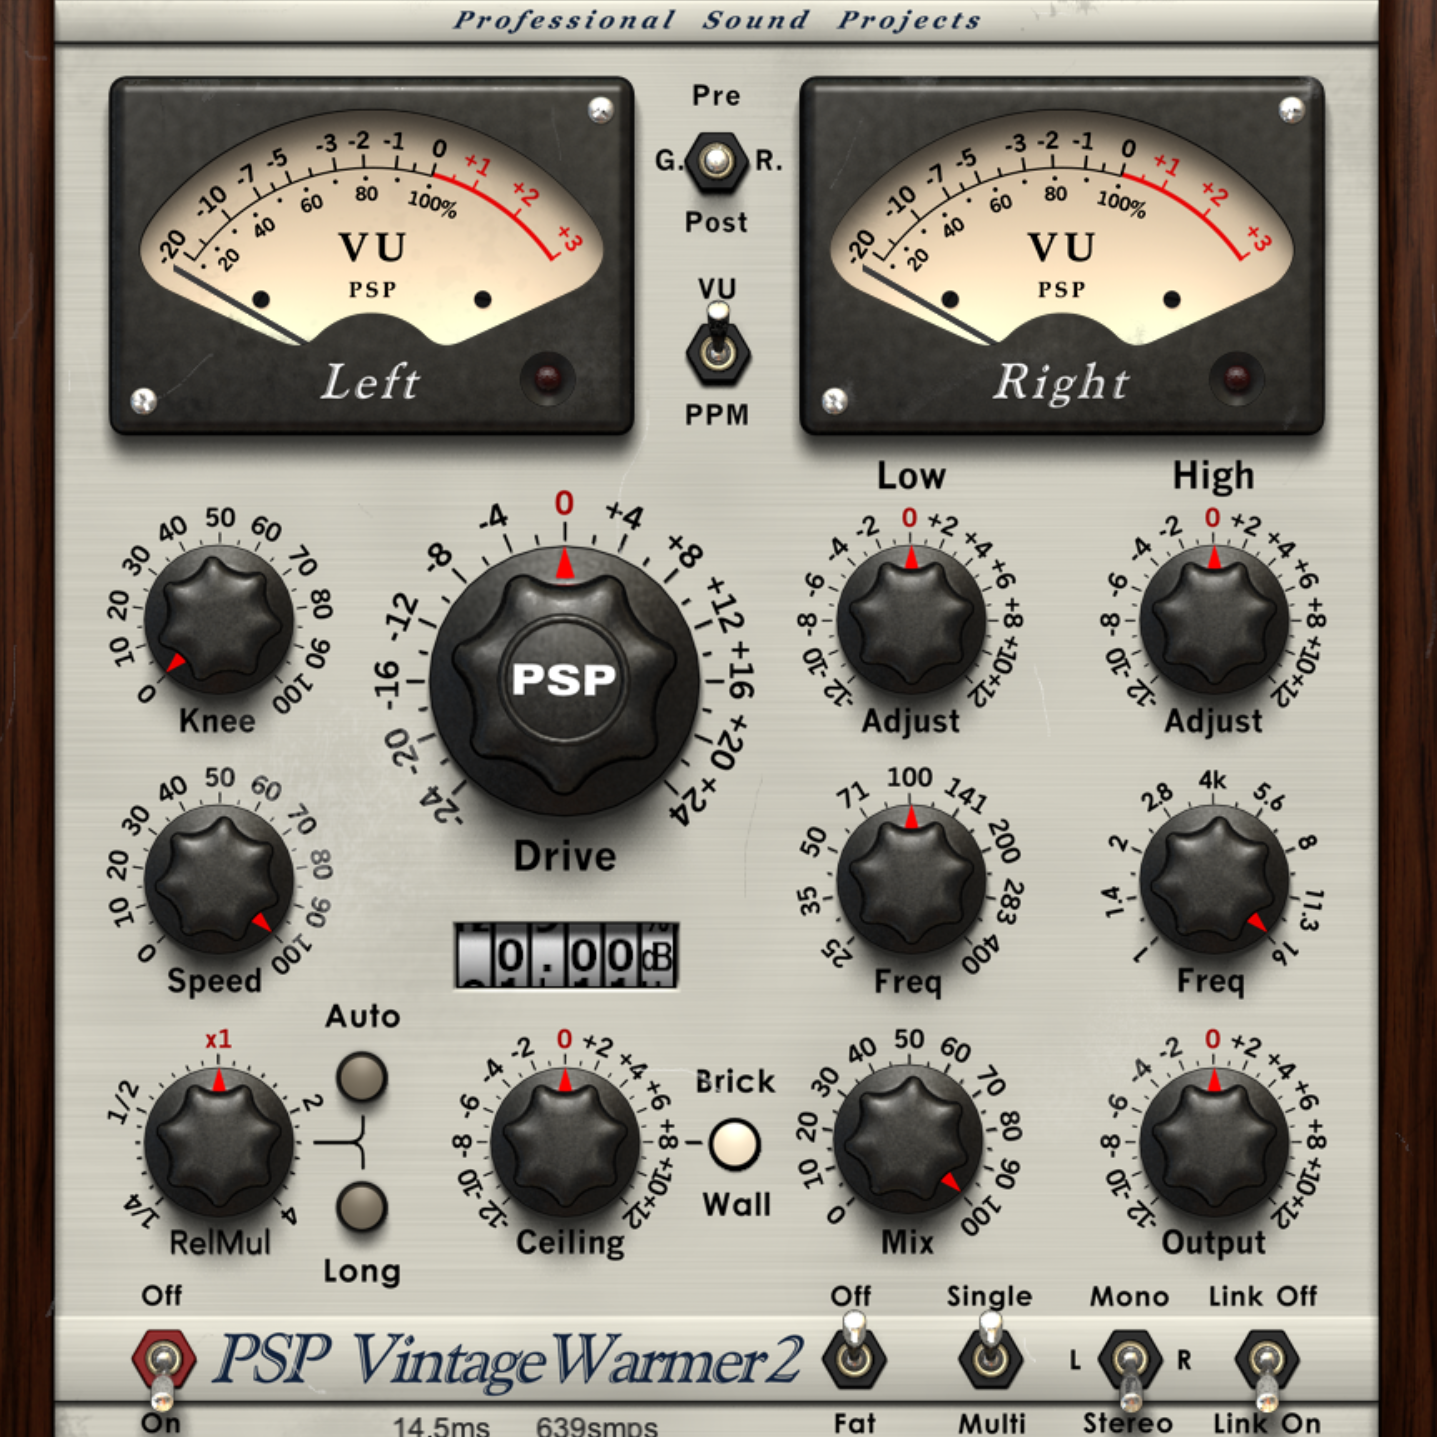 Professional Sound Projects
Pre
G. R.
Post
VU
PPM
-20 -10 -7 -5 -3 -2 -1 0 +1 +2 +3
20 40 60 80 100%
VU
PSP
Left
-20 -10 -7 -5 -3 -2 -1 0 +1 +2 +3
20 40 60 80 100%
VU
PSP
Right
0 10 20 30 40 50 60 70 80 90 100
Knee
-24 -20 -16 -12 -8 -4 0 +4 +8 +12 +16 +20 +24
PSP
Drive
Low
-12 -10 -8 -6 -4 -2 0 +2 +4 +6 +8 +10 +12
Adjust
High
-12 -10 -8 -6 -4 -2 0 +2 +4 +6 +8 +10 +12
Adjust
0 10 20 30 40 50 60 70 80 90 100
Speed
0.00dB
25 35 50 71 100 141 200 283 400
Freq
1 1.4 2 2.8 4k 5.6 8 11.3 16
Freq
1/4 1/2 x1 2 4
RelMul
Auto
Long
-12 -10 -8 -6 -4 -2 0 +2 +4 +6 +8 +10 +12
Ceiling
Brick
Wall
0 10 20 30 40 50 60 70 80 90 100
Mix
-12 -10 -8 -6 -4 -2 0 +2 +4 +6 +8 +10 +12
Output
Off
On
PSP VintageWarmer2
Off
Fat
Single
Multi
Mono
L R
Stereo
Link Off
Link On
14.5ms 639smps